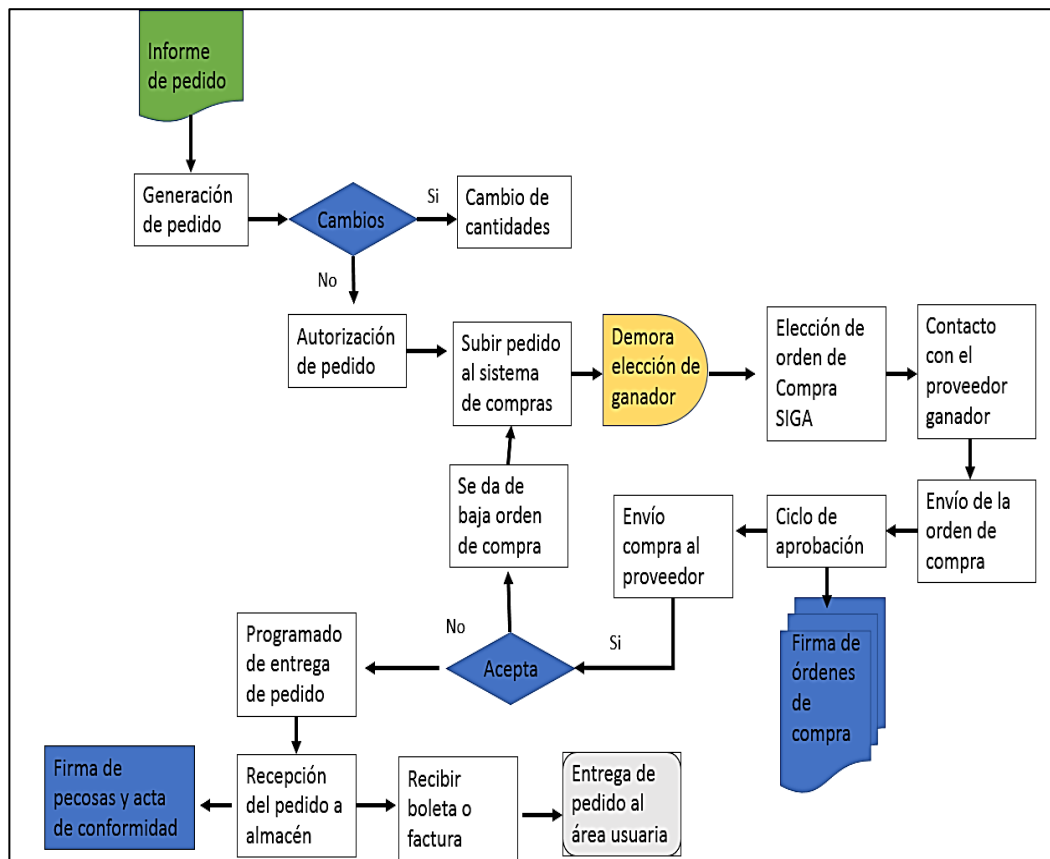 Informe
de pedido
Generación
de pedido
Cambios
Si
Cambio de
cantidades
No
Autorización
de pedido
Subir pedido
al sistema
de compras
Demora
elección de
ganador
Elección de
orden de
Compra
SIGA
Contacto
con el
proveedor
ganador
Se da de
baja orden
de compra
Envío
compra al
proveedor
Ciclo de
aprobación
Envío de la
orden de
compra
Programado
de entrega
de pedido
No
Acepta
Si
Firma de
órdenes
de
compra
Firma de
pecosas y acta
de conformidad
Recepción
del pedido a
almacén
Recibir
boleta o
factura
Entrega de
pedido al
área usuaria